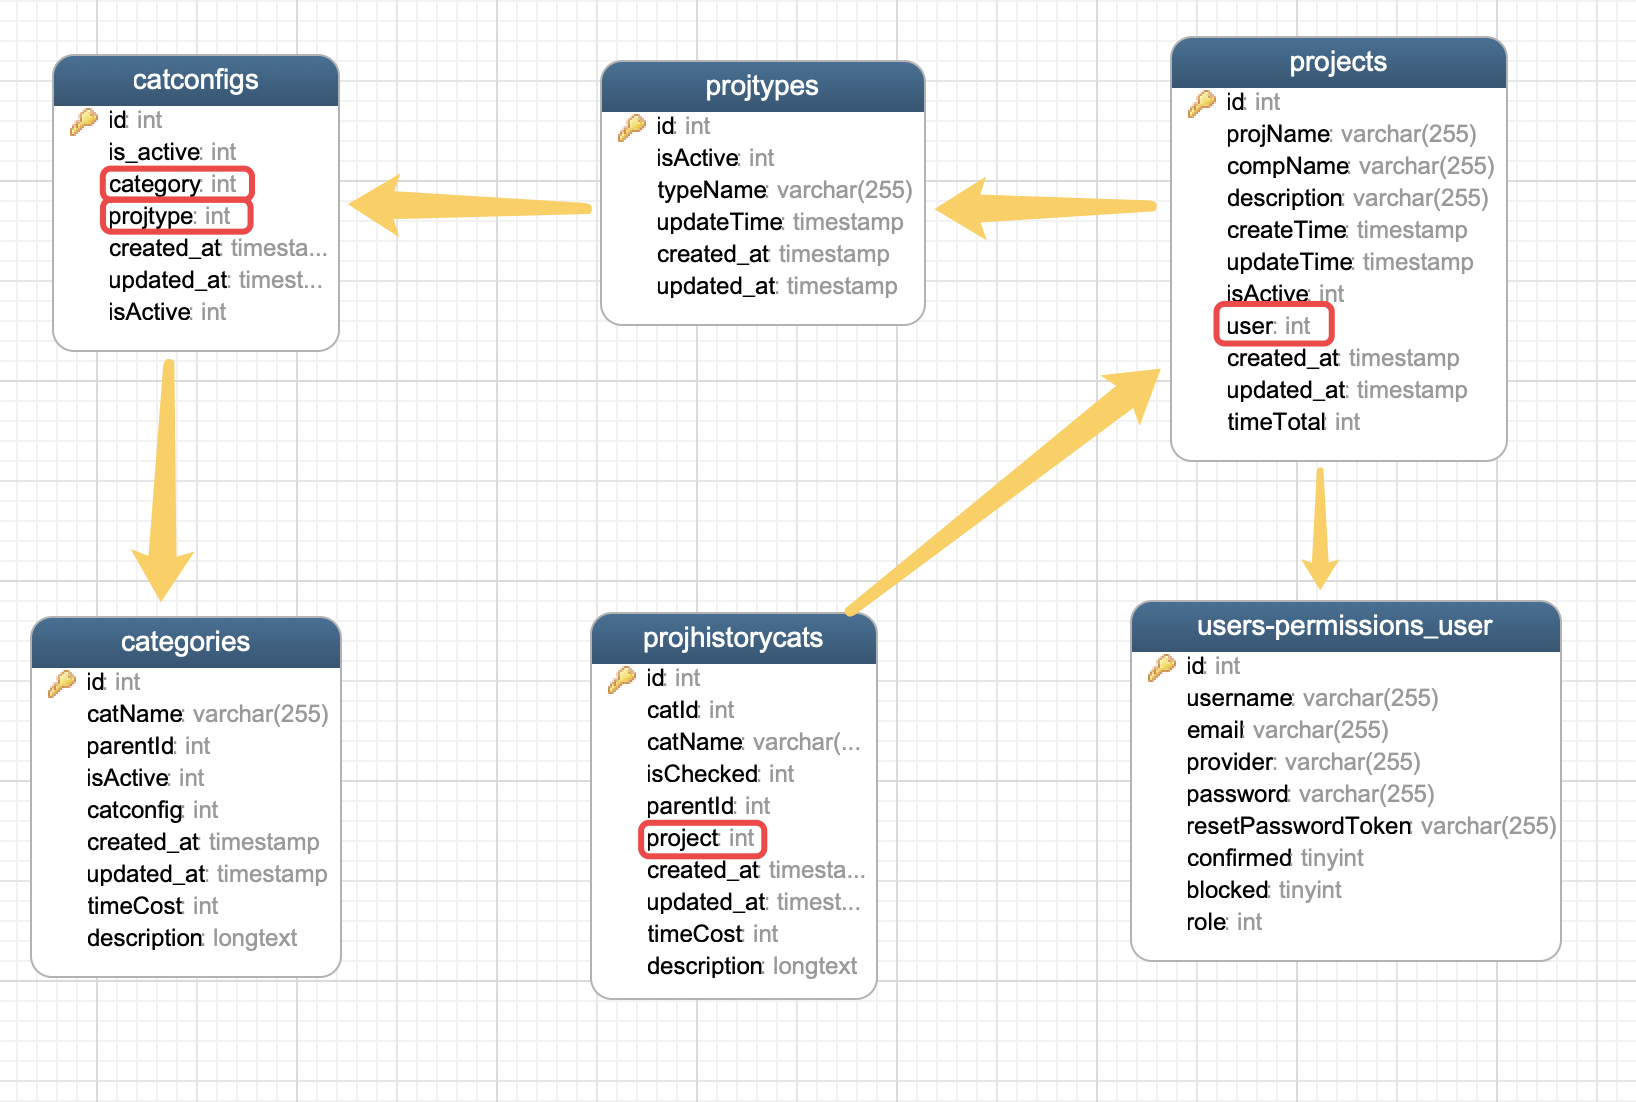 catconfigs
id: int
is_active: int
category: int
projtype: int
created_at: timesta...
updated_at: timest...
isActive: int
projtypes
id: int
isActive: int
typeName: varchar(255)
updateTime: timestamp
created_at: timestamp
updated_at: timestamp
projects
id: int
projName: varchar(255)
compName: varchar(255)
description: varchar(255)
createTime: timestamp
updateTime: timestamp
isActive: int
user: int
created_at: timestamp
updated_at: timestamp
timeTotal: int
categories
id: int
catName: varchar(255)
parentId: int
isActive: int
catconfig: int
created_at: timestamp
updated_at: timestamp
timeCost: int
description: longtext
projhistorycats
id: int
catId: int
catName: varchar(...
isChecked: int
parentId: int
project: int
created_at: timesta...
updated_at: timest...
timeCost: int
description: longtext
users-permissions_user
id: int
username: varchar(255)
email: varchar(255)
provider: varchar(255)
password: varchar(255)
resetPasswordToken: varchar(255)
confirmed: tinyint
blocked: tinyint
role: int